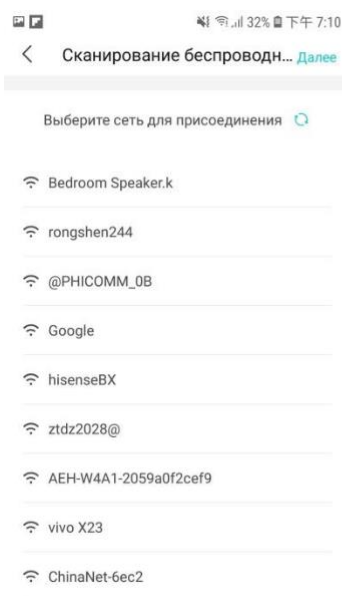 32% 下午 7:10
Сканирование беспроводн... Далее
Выберите сеть для присоединения
Bedroom Speaker.k
rongshen244
@PHICOMM_0B
Google
hisenseBX
ztdz2028@
AEH-W4A1-2059a0f2cef9
vivo X23
ChinaNet-6ec2